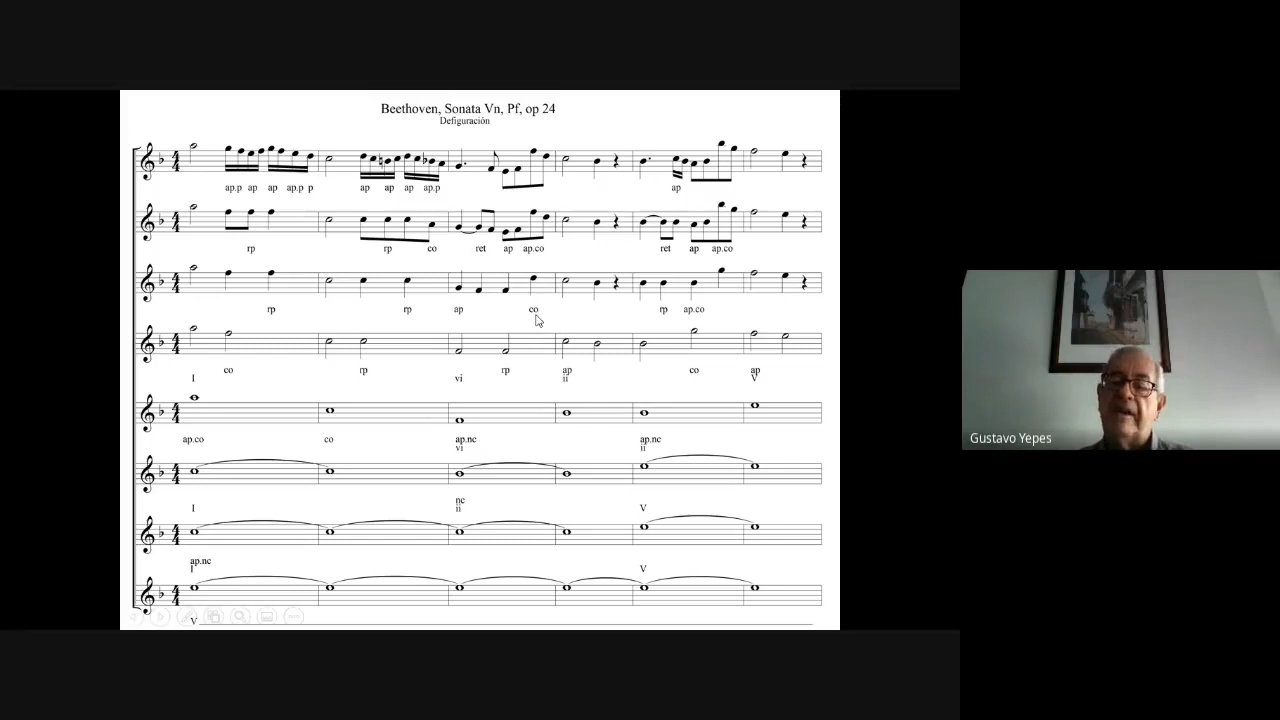 Beethoven, Sonata Vn, Pf, op 24
Defiguración
ap.p ap ap ap.p p ap ap ap ap.p ap
rp rp co ret ap ap.co ret ap ap.co
rp rp ap co rp ap.co
co rp rp ap co ap
I vi ii V
ap.co co ap.nc ap.nc
vi ii
nc
I ii V
ap.nc
I V
V
Gustavo Yepes